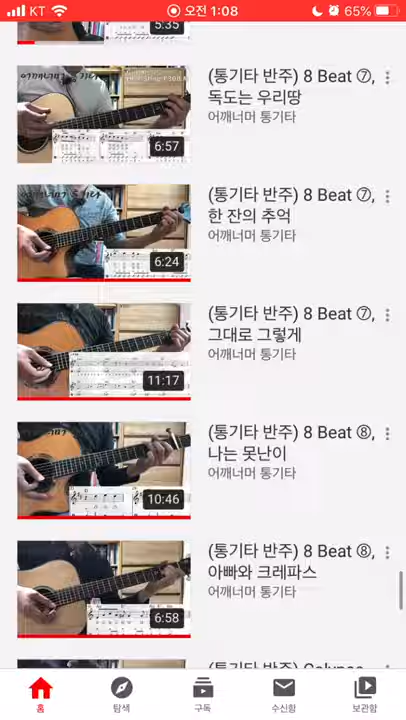 KT
오전 1:08
65%
5:35
(통기타 반주) 8 Beat ⑦,
독도는 우리땅
어깨너머 통기타
6:57
(통기타 반주) 8 Beat ⑦,
한 잔의 추억
어깨너머 통기타
6:24
(통기타 반주) 8 Beat ⑦,
그대로 그렇게
어깨너머 통기타
11:17
(통기타 반주) 8 Beat ⑧,
나는 못난이
어깨너머 통기타
10:46
(통기타 반주) 8 Beat ⑧,
아빠와 크레파스
어깨너머 통기타
6:58
(통기타 반주) Calypso
홈
탐색
구독
수신함
보관함